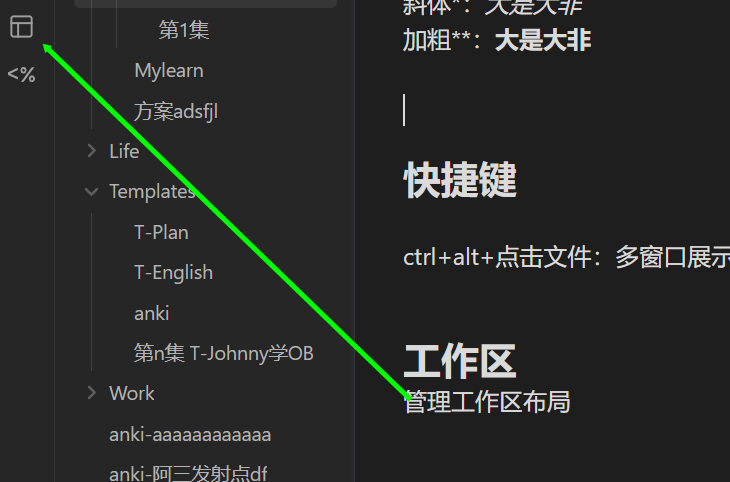 <%
第1集
Mylearn
方案adsfjl
Life
Templates
T-Plan
T-English
anki
第n集 T-Johnny学OB
Work
anki-aaaaaaaaaaaa
anki-阿三发射点df
斜体*：大是大非
加粗**：大是大非
快捷键
ctrl+alt+点击文件：多窗口展示
工作区
管理工作区布局